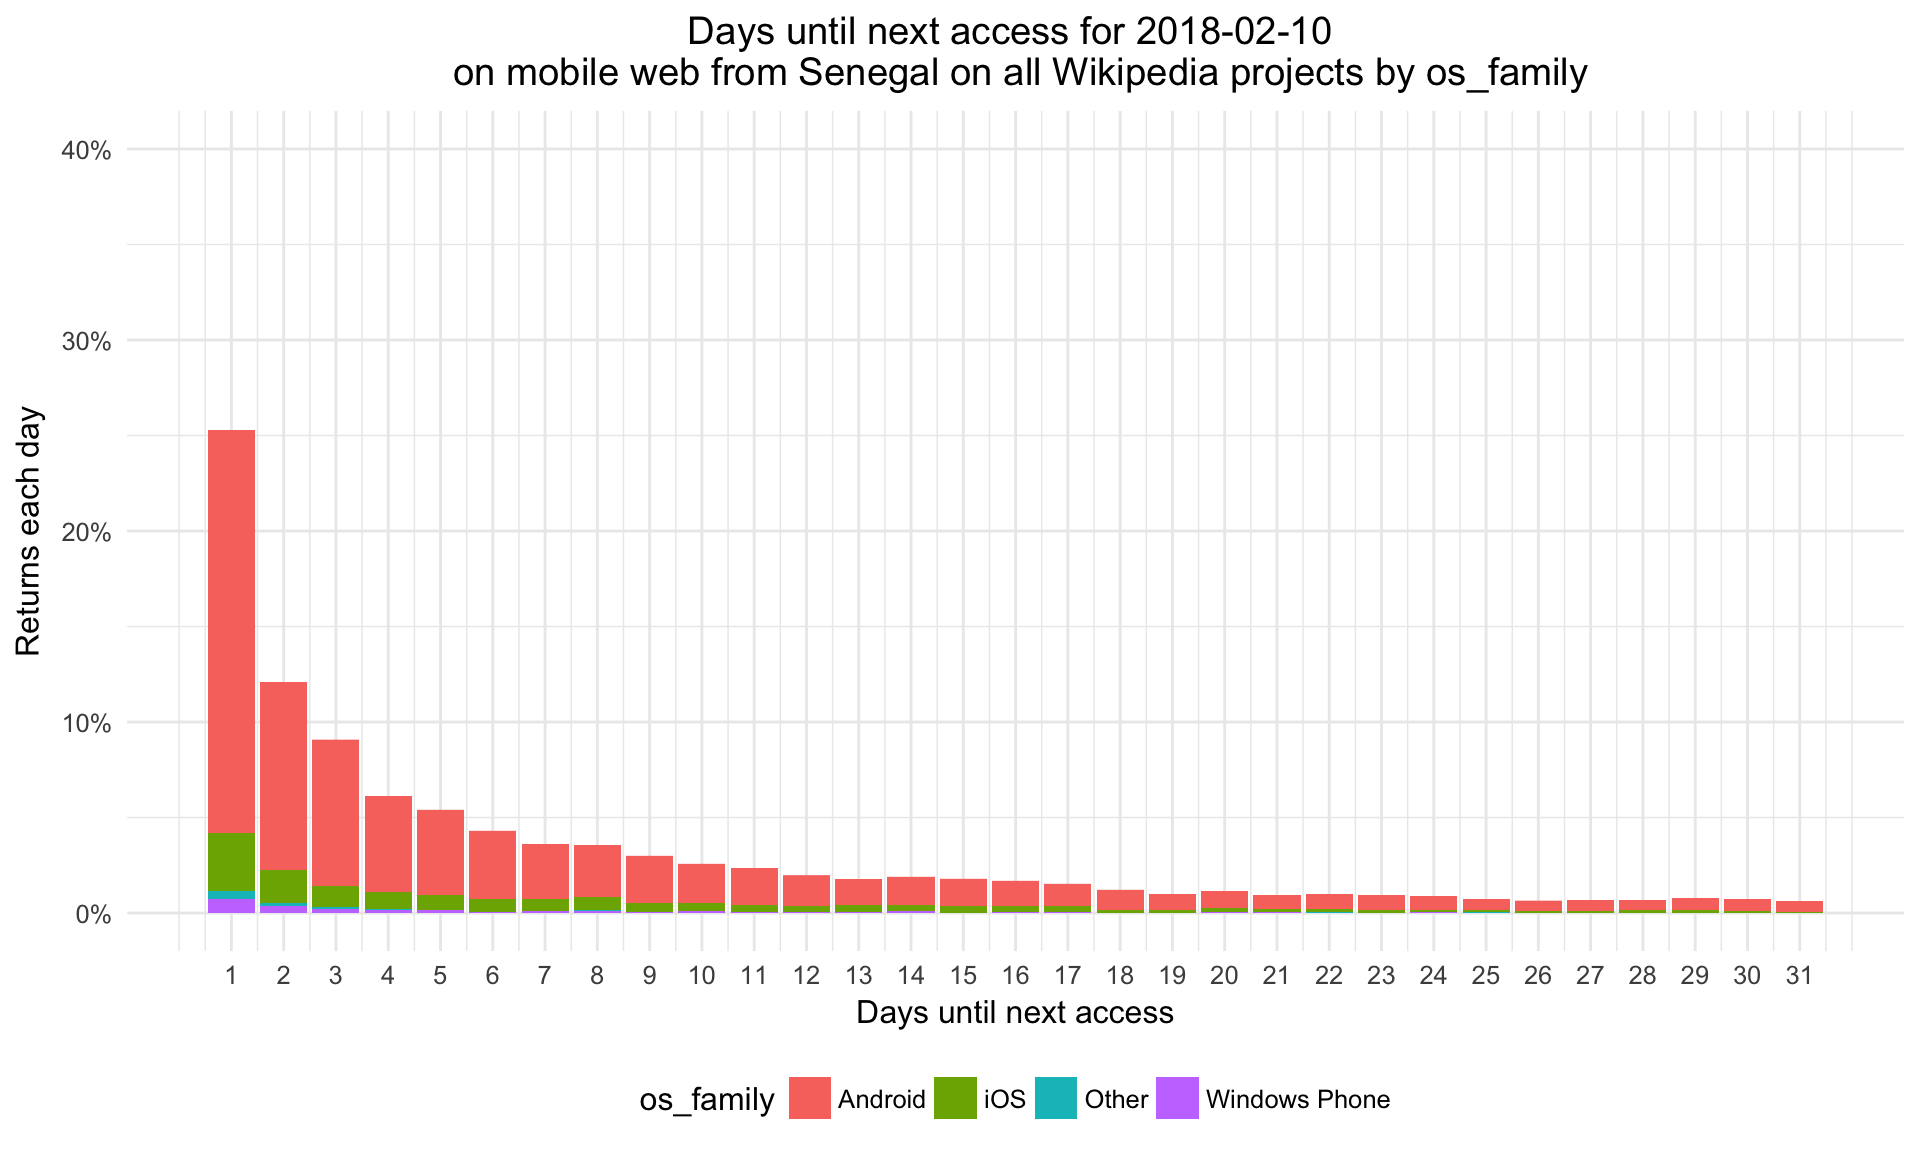 Days until next access for 2018-02-10
on mobile web from Senegal on all Wikipedia projects by os_family
Returns each day
40%
30%
20%
10%
0%
1 2 3 4 5 6 7 8 9 10 11 12 13 14 15 16 17 18 19 20 21 22 23 24 25 26 27 28 29 30 31
Days until next access
os_family Android iOS Other Windows Phone